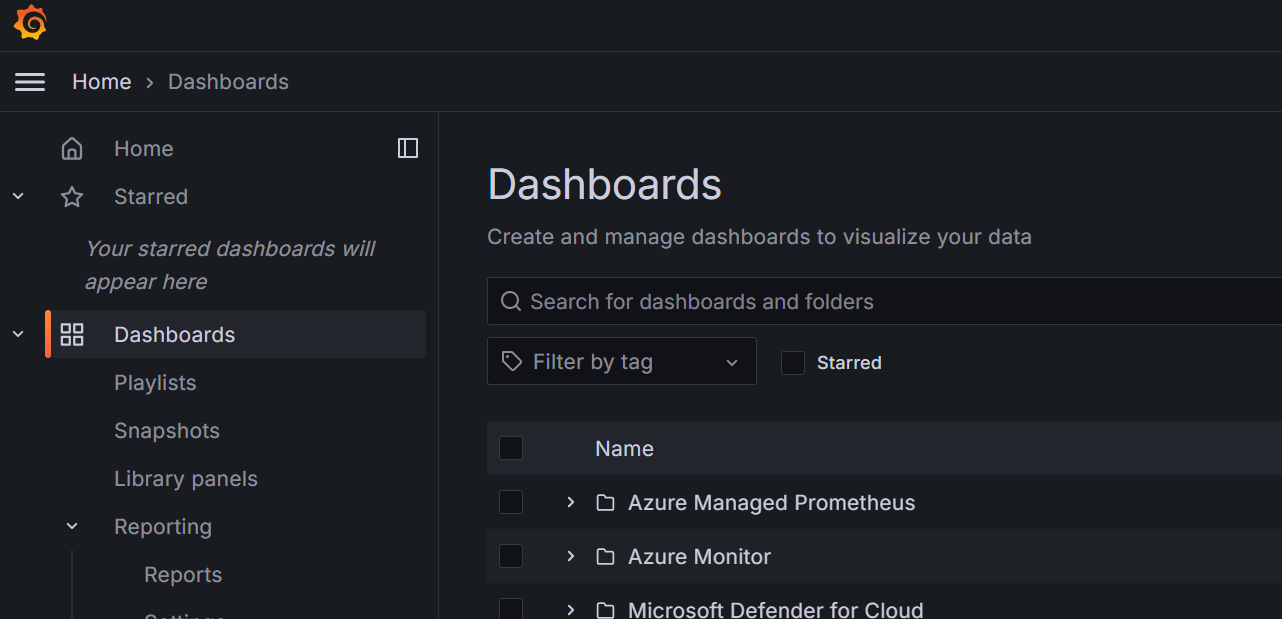 Home › Dashboards
Home
Starred
Your starred dashboards will
appear here
Dashboards
Playlists
Snapshots
Library panels
Reporting
Reports
Settings
Dashboards
Create and manage dashboards to visualize your data
Search for dashboards and folders
Filter by tag
Starred
Name
Azure Managed Prometheus
Azure Monitor
Microsoft Defender for Cloud